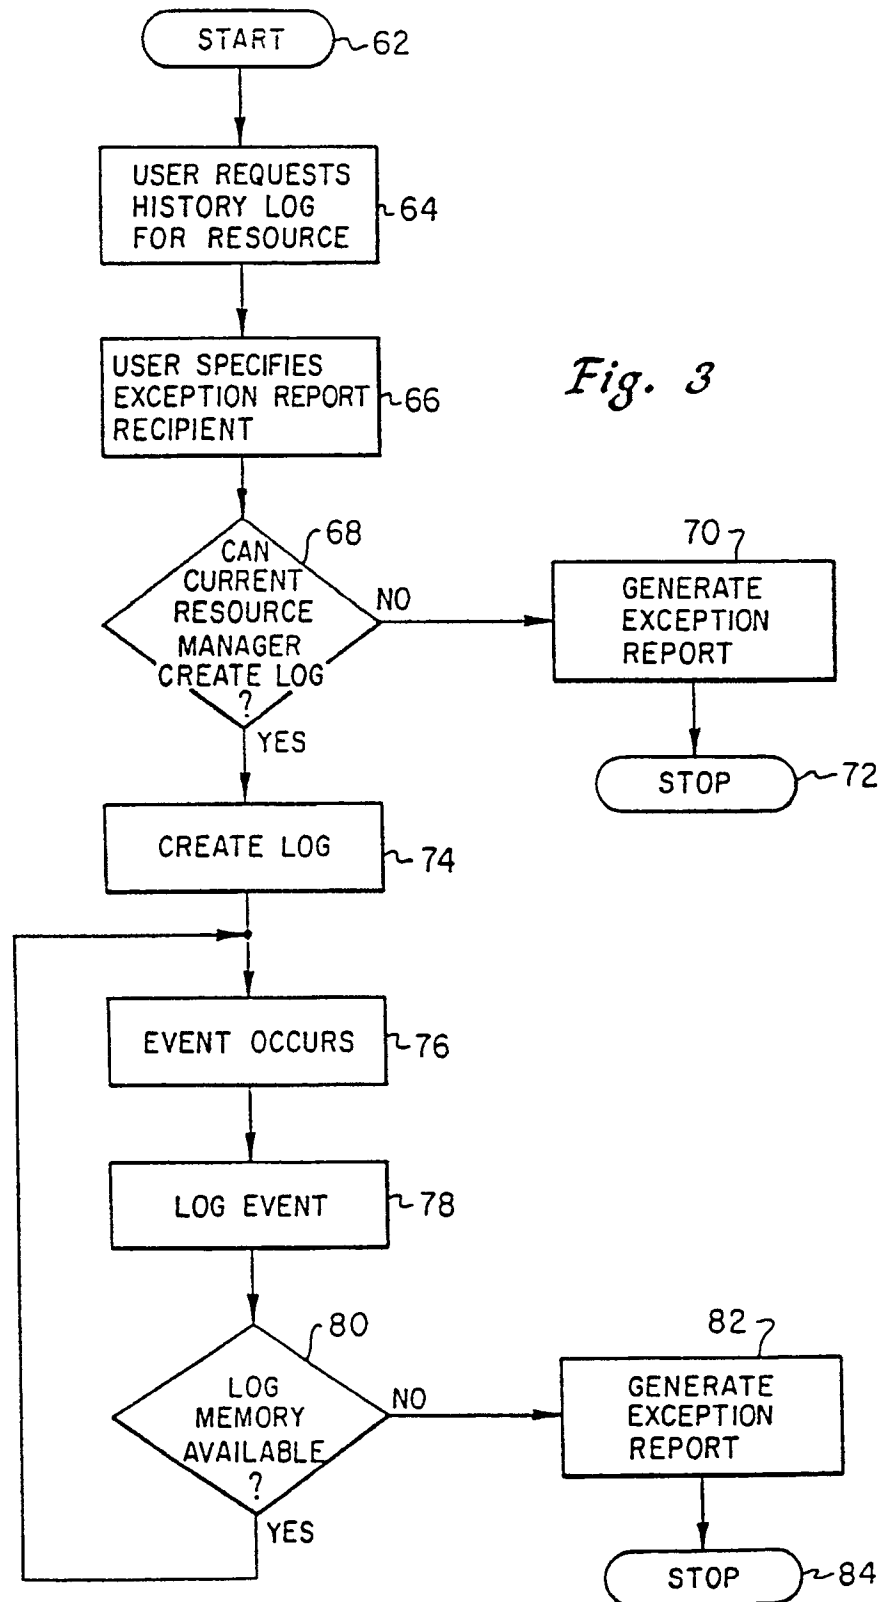 START
62
USER REQUESTS
HISTORY LOG
FOR RESOURCE
64
USER SPECIFIES
EXCEPTION REPORT
RECIPIENT
66
Fig. 3
68
CAN
CURRENT
RESOURCE
MANAGER
CREATE LOG
?
NO
YES
70
GENERATE
EXCEPTION
REPORT
STOP
72
CREATE LOG
74
EVENT OCCURS
76
LOG EVENT
78
80
LOG
MEMORY
AVAILABLE
?
NO
YES
82
GENERATE
EXCEPTION
REPORT
STOP
84